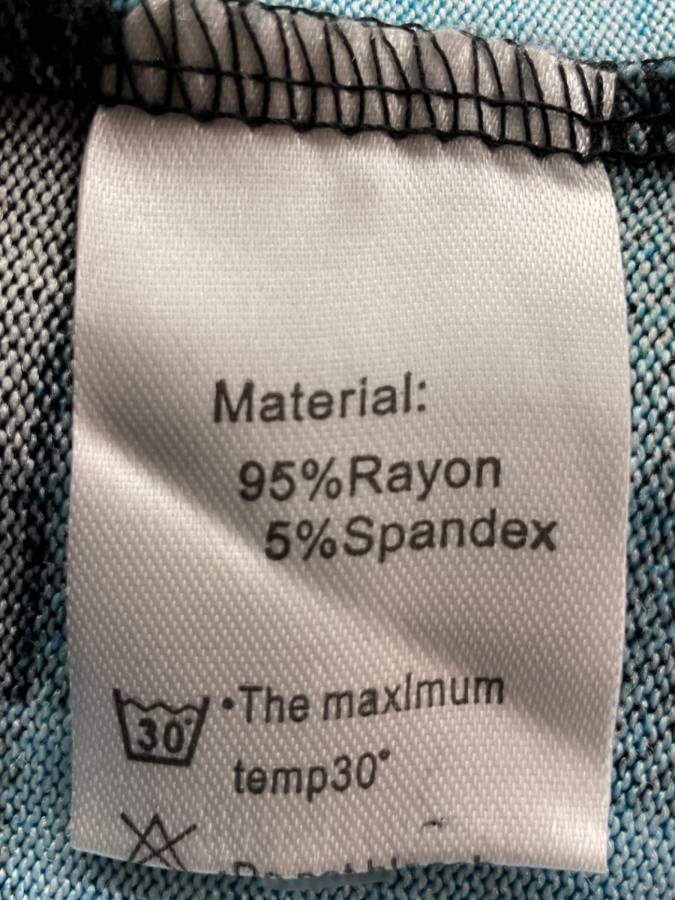 Material:
95%Rayon
5%Spandex
30°
•The maxlmum
temp30°